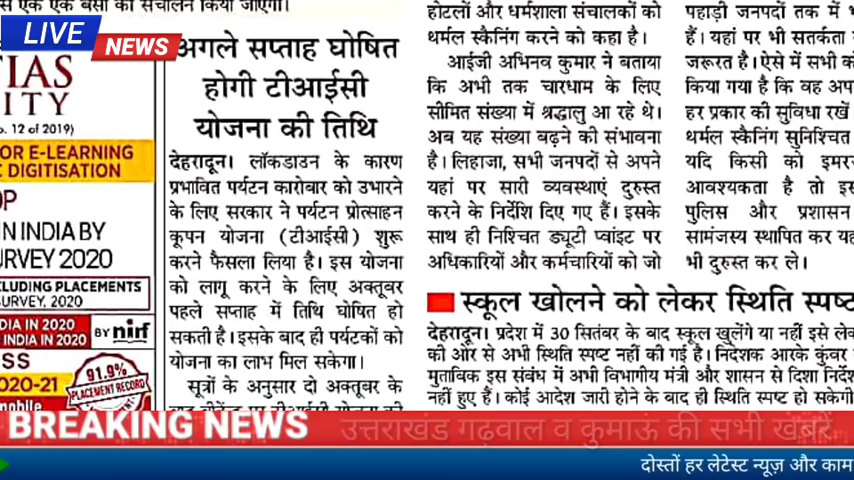 से एक एक बसों का संचालन किया जाएगा।
LIVE
NEWS
IAS
ITY
o. 12 of 2019)
OR E-LEARNING
C DIGITISATION
OP
IN INDIA BY
URVEY 2020
CLUDING PLACEMENTS
SURVEY, 2020
DIA IN 2020
INDIA IN 2020
BY nirf
SS
2020-21
91.9%
PLACEMENT RECORD
mobile
अगले सप्ताह घोषित
होगी टीआईसी
योजना की तिथि
देहरादून। लॉकडाउन के कारण
प्रभावित पर्यटन कारोबार को उभारने
के लिए सरकार ने पर्यटन प्रोत्साहन
कूपन योजना (टीआईसी) शुरू
करने फैसला लिया है। इस योजना
को लागू करने के लिए अक्तूबर
पहले सप्ताह में तिथि घोषित हो
सकती है। इसके बाद ही पर्यटकों को
योजना का लाभ मिल सकेगा।
सूत्रों के अनुसार दो अक्तूबर के
होटलों और धर्मशाला संचालकों को
थर्मल स्कैनिंग करने को कहा है।
आईजी अभिनव कुमार ने बताया
कि अभी तक चारधाम के लिए
सीमित संख्या में श्रद्धालु आ रहे थे।
अब यह संख्या बढ़ने की संभावना
है। लिहाजा, सभी जनपदों से अपने
यहां पर सारी व्यवस्थाएं दुरुस्त
करने के निर्देश दिए गए हैं। इसके
साथ ही निश्चित ड्यूटी प्वाइंट पर
अधिकारियों और कर्मचारियों को जो
पहाड़ी जनपदों तक में भ
हैं। यहां पर भी सतर्कता
जरूरत है। ऐसे में सभी को
किया गया है कि वह अप
हर प्रकार की सुविधा रखें
थर्मल स्कैनिंग सुनिश्चित
यदि किसी को इमर
आवश्यकता है तो इस
पुलिस और प्रशासन
सामंजस्य स्थापित कर यह
भी दुरुस्त कर ले।
स्कूल खोलने को लेकर स्थिति स्पष्ट
देहरादून। प्रदेश में 30 सितंबर के बाद स्कूल खुलेंगे या नहीं इसे लेक
की ओर से अभी स्थिति स्पष्ट नहीं की गई है। निदेशक आरके कुंवर
मुताबिक इस संबंध में अभी विभागीय मंत्री और शासन से दिशा निर्देश
नहीं हुए हैं। कोई आदेश जारी होने के बाद ही स्थिति स्पष्ट हो सकेगी
BREAKING NEWS
उत्तराखंड गढ़वाल व कुमाऊं की सभी खबरें
दोस्तों हर लेटेस्ट न्यूज़ और काम